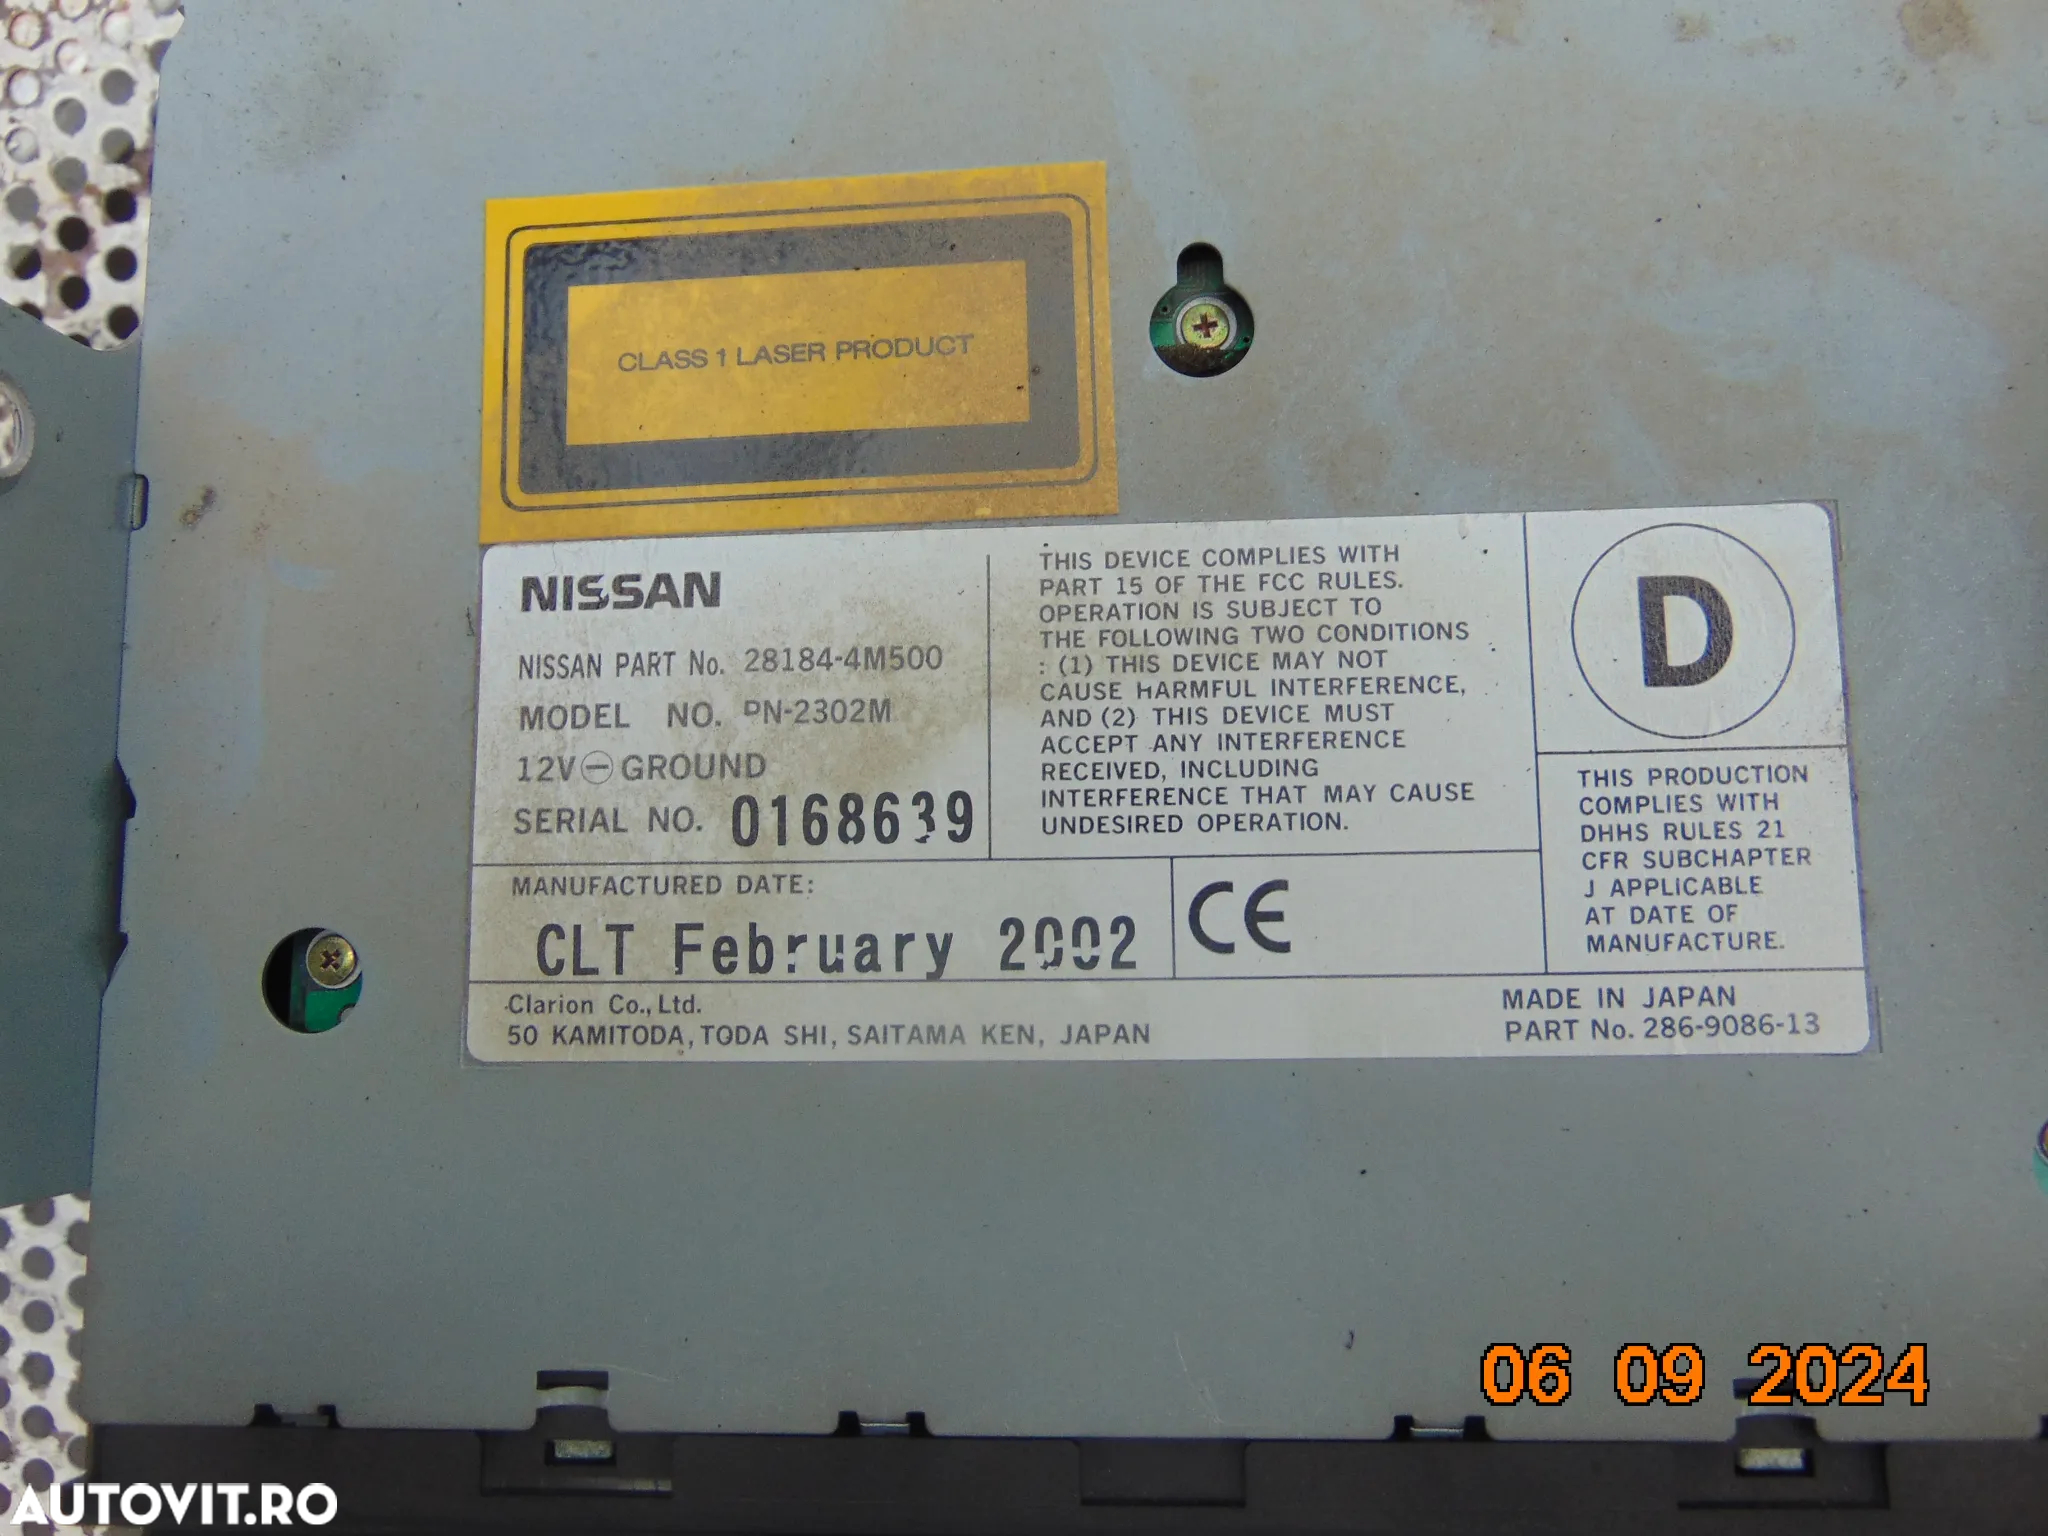 CLASS 1 LASER PRODUCT
NISSAN
NISSAN PART No. 28184-4M500
MODEL NO. PN-2302M
12V⊖GROUND
SERIAL NO. 0168639
THIS DEVICE COMPLIES WITH
PART 15 OF THE FCC RULES.
OPERATION IS SUBJECT TO
THE FOLLOWING TWO CONDITIONS
: (1) THIS DEVICE MAY NOT
CAUSE HARMFUL INTERFERENCE,
AND (2) THIS DEVICE MUST
ACCEPT ANY INTERFERENCE
RECEIVED, INCLUDING
INTERFERENCE THAT MAY CAUSE
UNDESIRED OPERATION.
D
THIS PRODUCTION
COMPLIES WITH
DHHS RULES 21
CFR SUBCHAPTER
J APPLICABLE
AT DATE OF
MANUFACTURE.
MANUFACTURED DATE:
CLT February 2002
CE
Clarion Co., Ltd.
50 KAMITODA, TODA SHI, SAITAMA KEN, JAPAN
MADE IN JAPAN
PART No. 286-9086-13
06 09 2024
AUTOVIT.RO